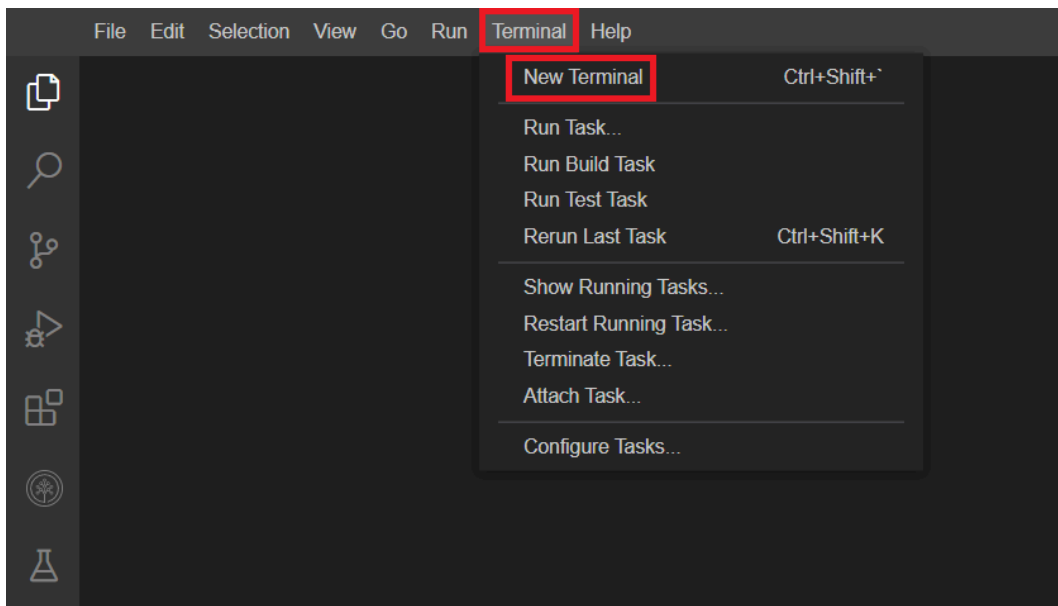 File Edit Selection View Go Run Terminal Help
New Terminal Ctrl+Shift+`
Run Task...
Run Build Task
Run Test Task
Rerun Last Task Ctrl+Shift+K
Show Running Tasks...
Restart Running Task...
Terminate Task...
Attach Task...
Configure Tasks...